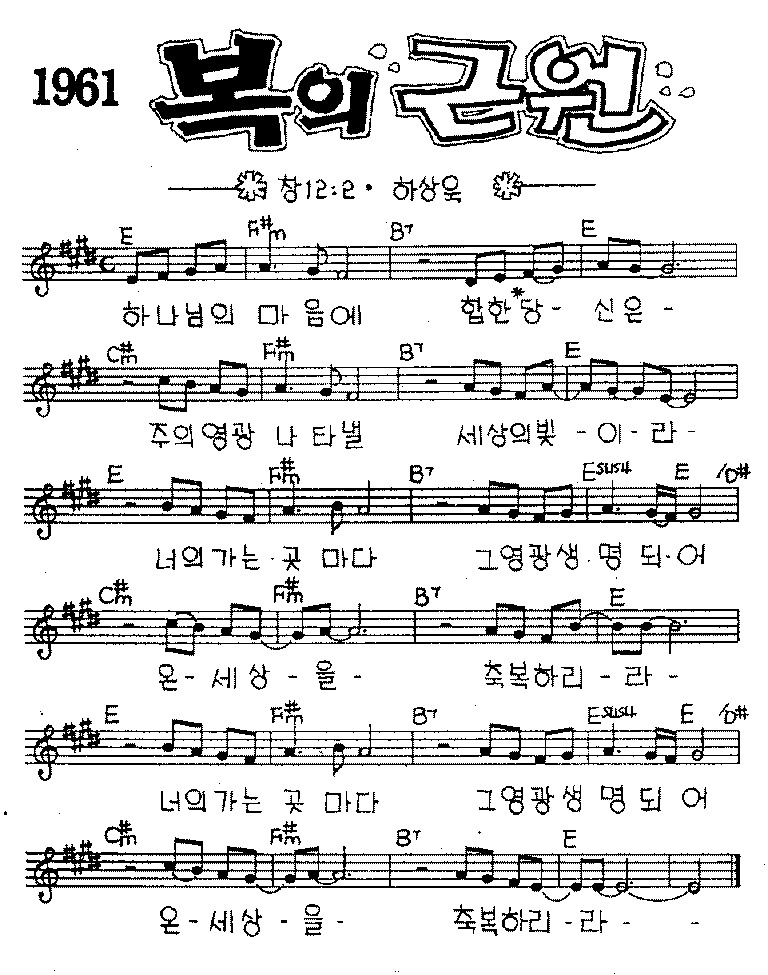 1961 복의 근원
창12:2 · 하상욱
E F#m B7 E
하나님의 마 음에 합한*당- 신은-
C#m F#m B7 E
주의영광 나 타낼 세상의빛 -이-라-
E F#m B7 Esus4 E /D#
너의가는 곳 마다 그영광생 명 되어
C#m F#m B7 E
온-세상-을- 축복하리-라-
E F#m B7 Esus4 E /D#
너의가는 곳 마다 그영광생 명 되 어
C#m F#m B7 E
온-세상 -을- 축복하리-라- -